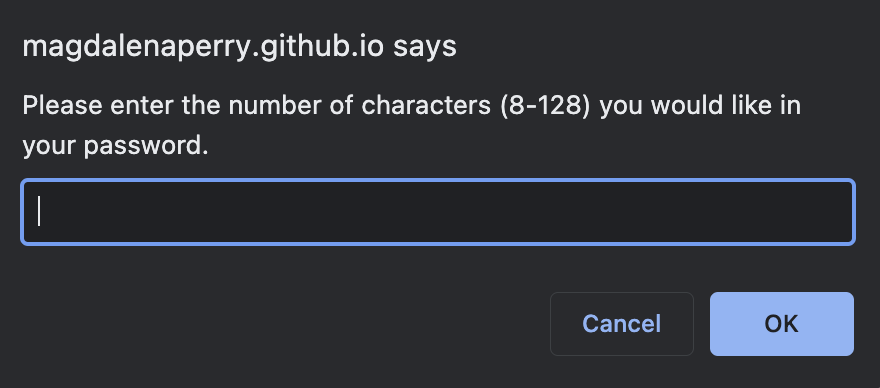 magdalenaperry.github.io says
Please enter the number of characters (8-128) you would like in
your password.
Cancel
OK